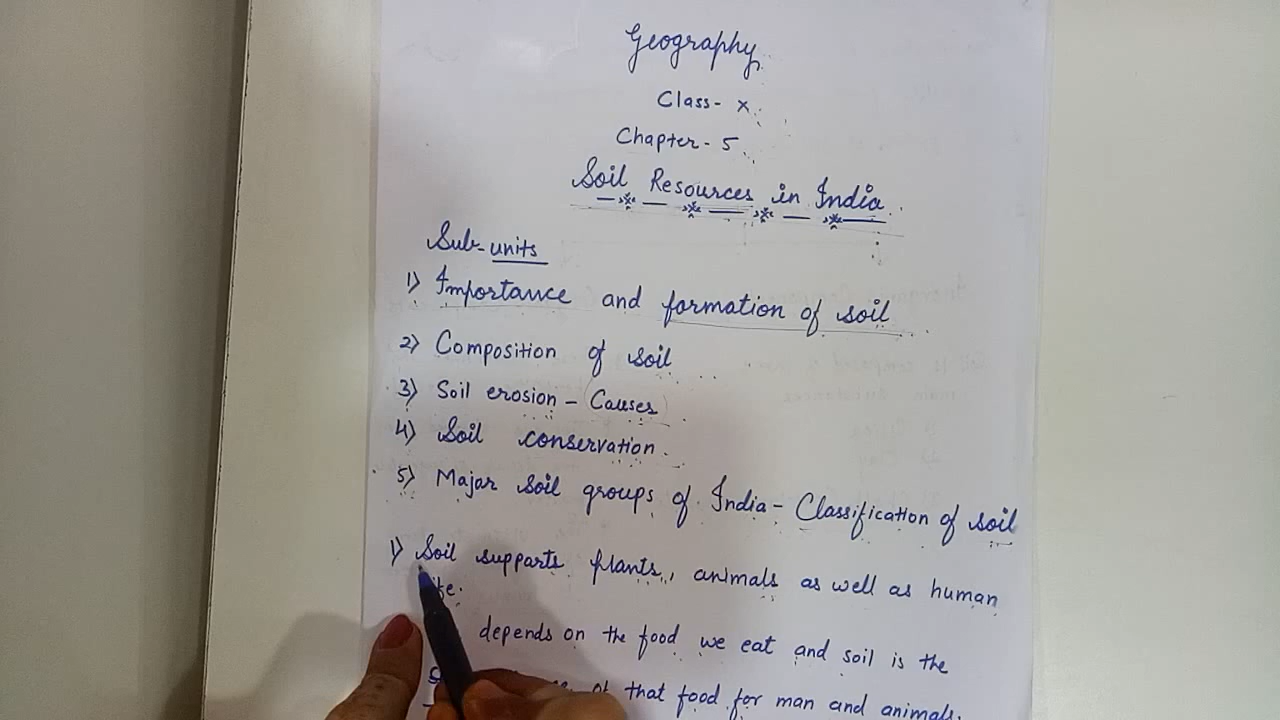 Geography
Class- X
Chapter- 5
Soil Resources in India
Sub-units
1) Importance and formation of soil
2) Composition of soil
3) Soil erosion - (Causes)
4) Soil conservation.
5) Major soil groups of India - Classification of soil
1) Soil supports plants, animals as well as human
depends on the food we eat and soil is the
of that food for man and animals.